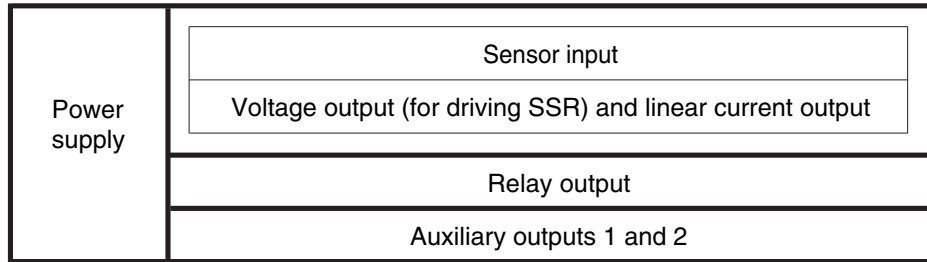 Power
supply
Sensor input
Voltage output (for driving SSR) and linear current output
Relay output
Auxiliary outputs 1 and 2